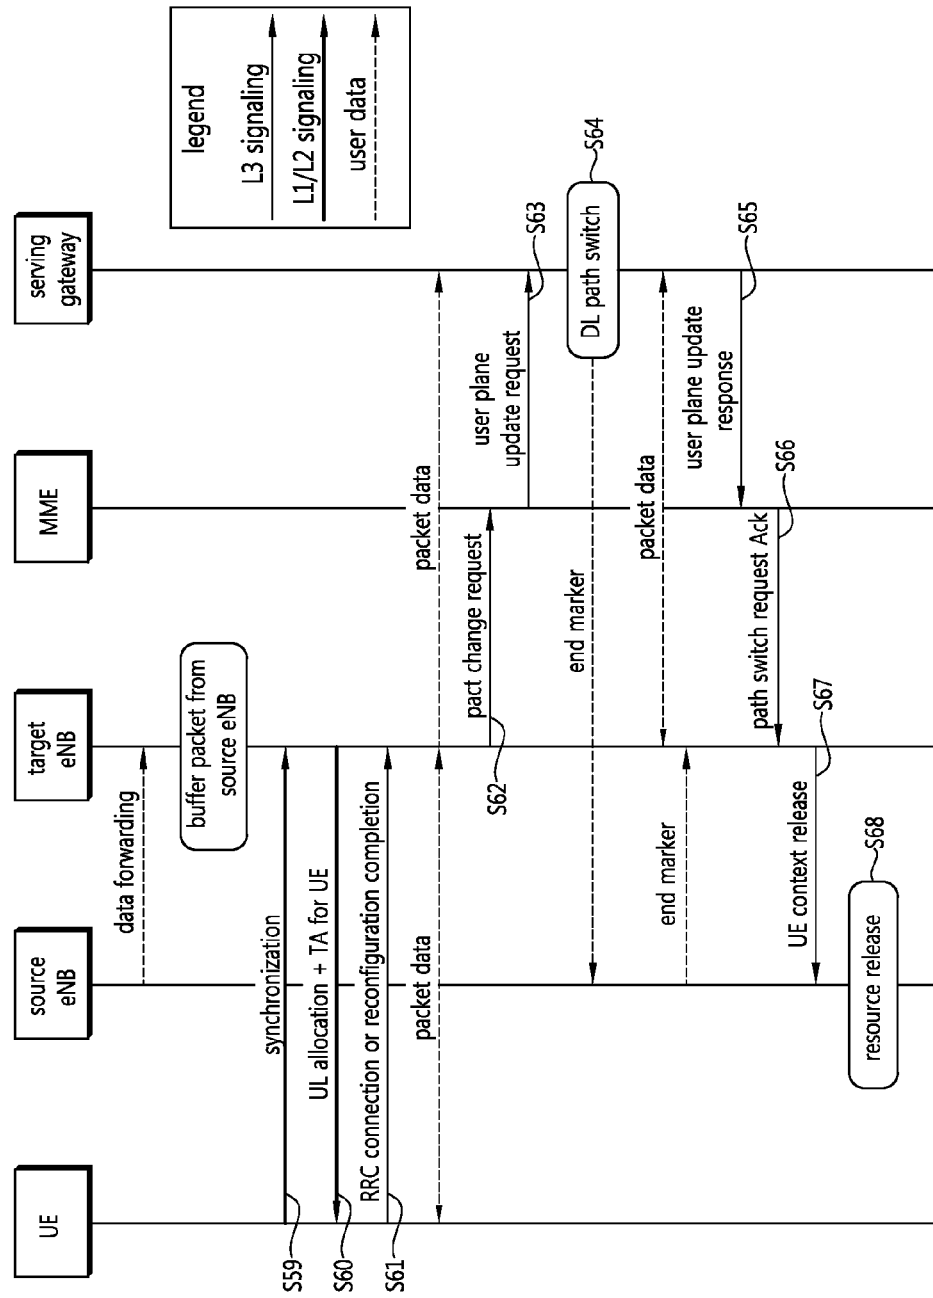 UE
source
eNB
target
eNB
MME
serving
gateway
legend
L3 signaling
L1/L2 signaling
user data
data forwarding
buffer packet from
source eNB
synchronization
S59
UL allocation + TA for UE
S60
RRC connection or reconfiguration completion
S61
packet data
packet data
pact change request
S62
user plane
update request
S63
DL path switch
S64
end marker
packet data
end marker
user plane update
response
S65
path switch request Ack
S66
UE context release
S67
resource release
S68